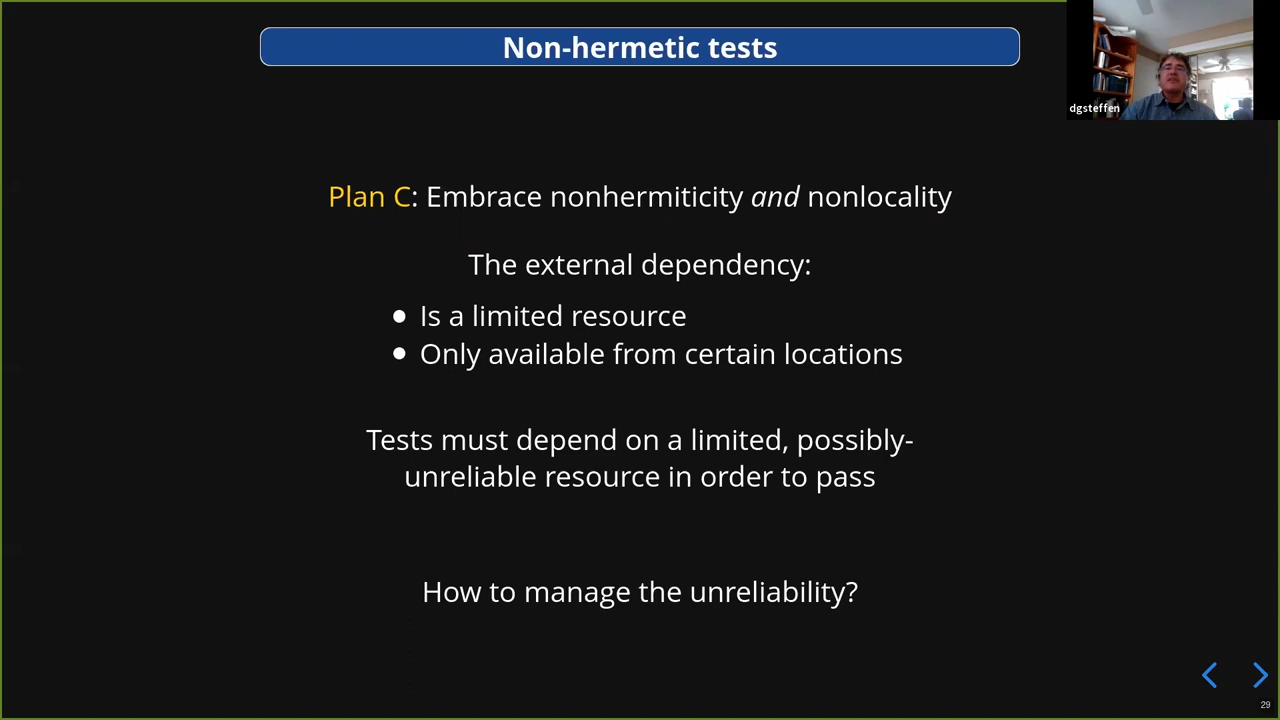 Non-hermetic tests
dgsteffen
Plan C: Embrace nonhermiticity and nonlocality
The external dependency:
Is a limited resource
Only available from certain locations
Tests must depend on a limited, possibly-
unreliable resource in order to pass
How to manage the unreliability?
29